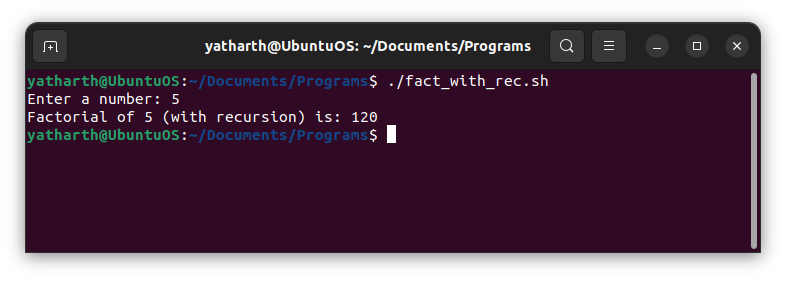 yatharth@UbuntuOS: ~/Documents/Programs
yatharth@UbuntuOS:~/Documents/Programs$ ./fact_with_rec.sh
Enter a number: 5
Factorial of 5 (with recursion) is: 120
yatharth@UbuntuOS:~/Documents/Programs$